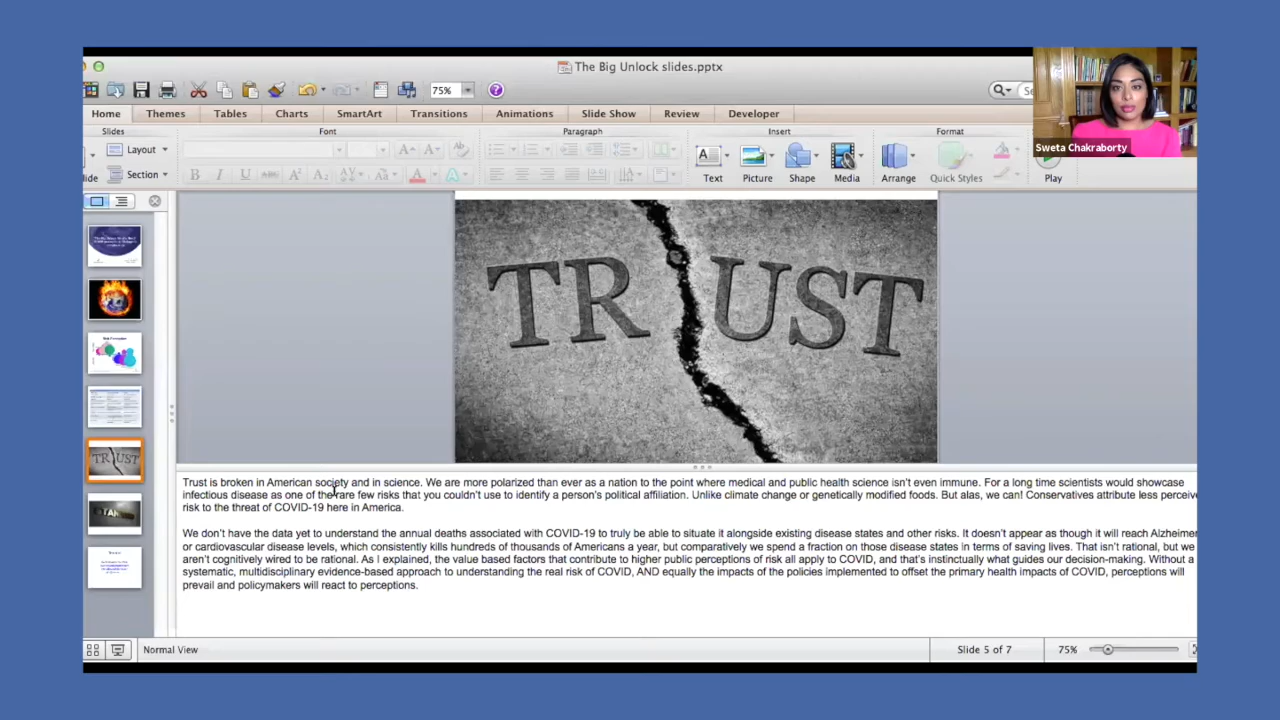 The Big Unlock slides.pptx
75%
Home Themes Tables Charts SmartArt Transitions Animations Slide Show Review Developer
Slides Font Paragraph Insert Format
Layout
Section
Text Picture Shape Media Arrange Quick Styles Play
Sweta Chakraborty
TRUST
Trust is broken in American society and in science. We are more polarized than ever as a nation to the point where medical and public health science isn't even immune. For a long time scientists would showcase
infectious disease as one of the rare few risks that you couldn't use to identify a person's political affiliation. Unlike climate change or genetically modified foods. But alas, we can! Conservatives attribute less perceive
risk to the threat of COVID-19 here in America.
We don't have the data yet to understand the annual deaths associated with COVID-19 to truly be able to situate it alongside existing disease states and other risks. It doesn't appear as though it will reach Alzheimer
or cardiovascular disease levels, which consistently kills hundreds of thousands of Americans a year, but comparatively we spend a fraction on those disease states in terms of saving lives. That isn't rational, but we
aren't cognitively wired to be rational. As I explained, the value based factors that contribute to higher public perceptions of risk all apply to COVID, and that's instinctually what guides our decision-making. Without a
systematic, multidisciplinary evidence-based approach to understanding the real risk of COVID, AND equally the impacts of the policies implemented to offset the primary health impacts of COVID, perceptions will
prevail and policymakers will react to perceptions.
Normal View Slide 5 of 7 75%